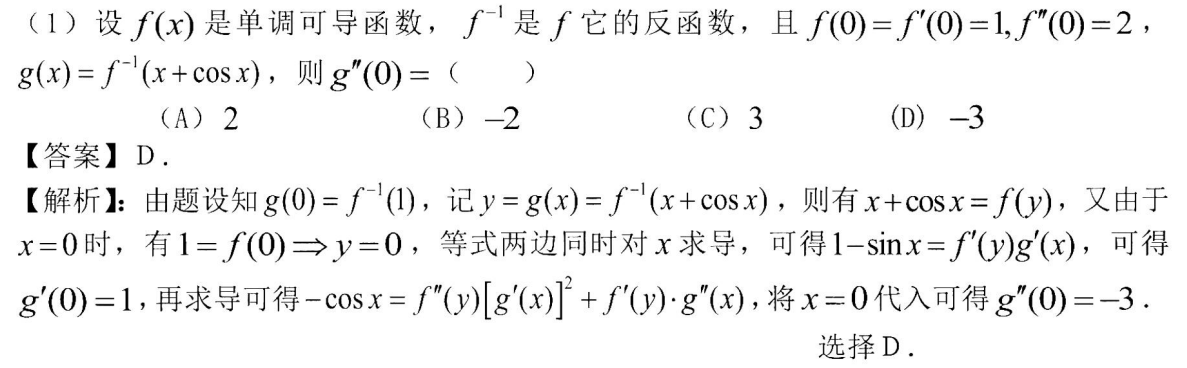 （1）设 f(x) 是单调可导函数，f⁻¹ 是 f 它的反函数，且 f(0)=f′(0)=1, f″(0)=2，
g(x)=f⁻¹(x+cos x)，则 g″(0)=（　　）
（A）2　（B）−2　（C）3　（D）−3
【答案】D．
【解析】：由题设知 g(0)=f⁻¹(1)，记 y=g(x)=f⁻¹(x+cos x)，则有 x+cos x=f(y)，又由于
x=0时，有1=f(0)⇒y=0，等式两边同时对 x 求导，可得1−sin x=f′(y)g′(x)，可得
g′(0)=1，再求导可得−cos x=f″(y)[g′(x)]²+f′(y)·g″(x)，将 x=0 代入可得 g″(0)=−3．
选择D．